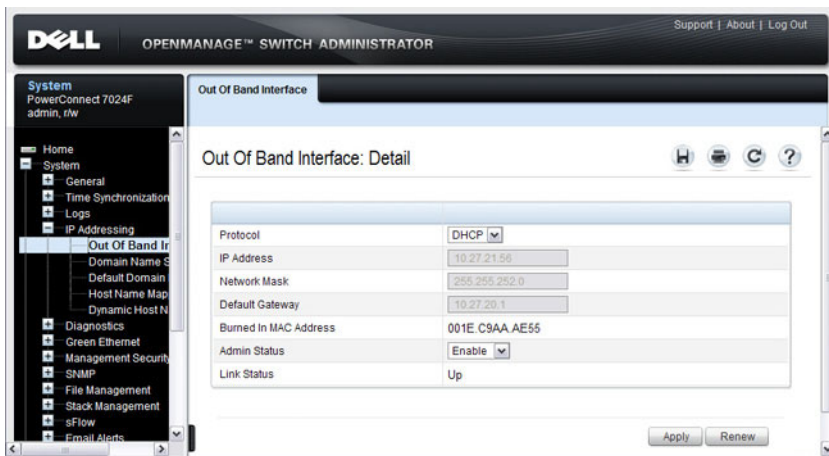 Support | About | Log Out
DELL OPENMANAGE™ SWITCH ADMINISTRATOR
System
PowerConnect 7024F
admin, r/w
Out Of Band Interface
Home
System
General
Time Synchronization
Logs
IP Addressing
Out Of Band In
Domain Name S
Default Domain
Host Name Map
Dynamic Host N
Diagnostics
Green Ethernet
Management Security
SNMP
File Management
Stack Management
sFlow
Email Alerts
Out Of Band Interface: Detail
Protocol DHCP
IP Address 10.27.21.56
Network Mask 255.255.252.0
Default Gateway 10.27.20.1
Burned In MAC Address 001E.C9AA.AE55
Admin Status Enable
Link Status Up
Apply Renew